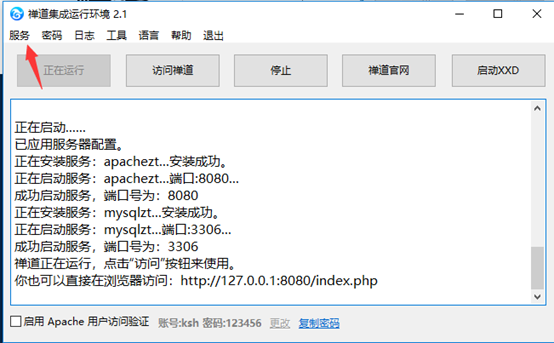 禅道集成运行环境 2.1
服务 密码 日志 工具 语言 帮助 退出
正在运行 访问禅道 停止 禅道官网 启动XXD
正在启动......
已应用服务器配置。
正在安装服务：apachezt...安装成功。
正在启动服务：apachezt...端口:8080...
成功启动服务，端口号为：8080
正在安装服务：mysqlzt...安装成功。
正在启动服务：mysqlzt...端口:3306...
成功启动服务，端口号为：3306
禅道正在运行，点击“访问”按钮来使用。
你也可以直接在浏览器访问：http://127.0.0.1:8080/index.php
启用 Apache 用户访问验证 账号:ksh 密码:123456 更改 复制密码